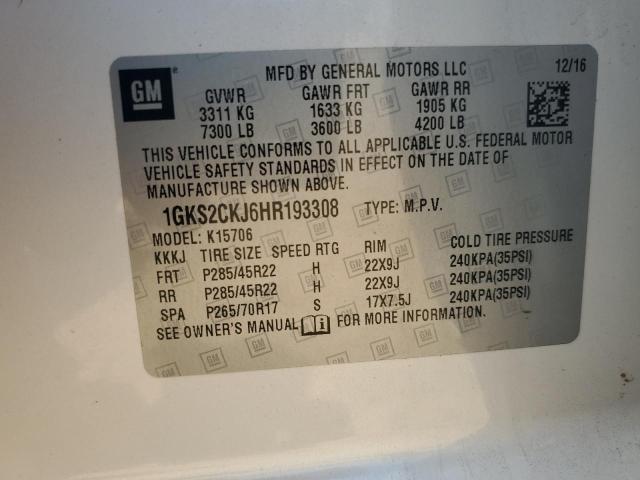 GM
MFD BY GENERAL MOTORS LLC 12/16
GVWR GAWR FRT GAWR RR
3311 KG 1633 KG 1905 KG
7300 LB 3600 LB 4200 LB
THIS VEHICLE CONFORMS TO ALL APPLICABLE U.S. FEDERAL MOTOR
VEHICLE SAFETY STANDARDS IN EFFECT ON THE DATE OF
MANUFACTURE SHOWN ABOVE.
1GKS2CKJ6HR193308 TYPE: M.P.V.
MODEL: K15706
KKKJ TIRE SIZE SPEED RTG RIM COLD TIRE PRESSURE
FRT P285/45R22 H 22X9J 240KPA(35PSI)
RR P285/45R22 H 22X9J 240KPA(35PSI)
SPA P265/70R17 S 17X7.5J 240KPA(35PSI)
SEE OWNER'S MANUAL FOR MORE INFORMATION.